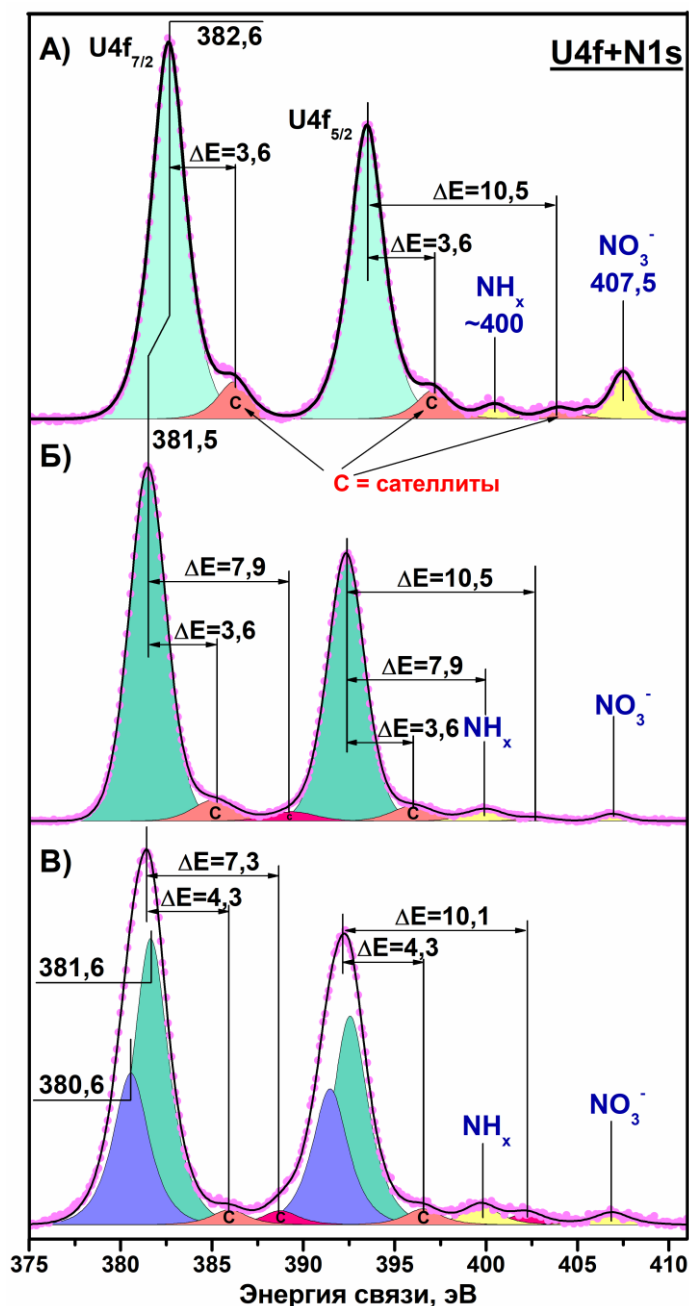 А)
U4f7/2
382,6
U4f+N1s
U4f5/2
ΔE=3,6
ΔE=10,5
ΔE=3,6
NHx
~400
NO3-
407,5
С
С
381,5
С = сателлиты
Б)
ΔE=7,9
ΔE=10,5
ΔE=3,6
ΔE=7,9
ΔE=3,6
NHx
NO3-
С
с
С
В)
ΔE=7,3
ΔE=4,3
ΔE=10,1
ΔE=4,3
381,6
380,6
NHx
NO3-
С
С
С
375 380 385 390 395 400 405 410
Энергия связи, эВ